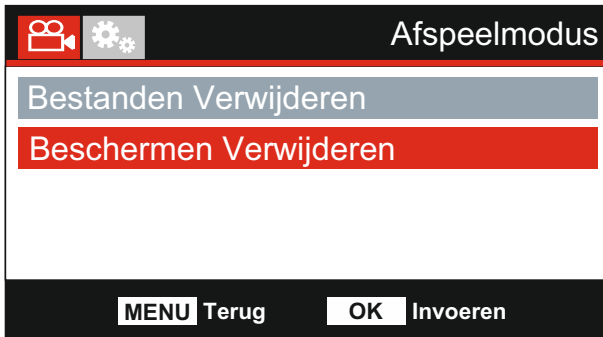 Afspeelmodus
Bestanden Verwijderen
Beschermen Verwijderen
MENU Terug OK Invoeren